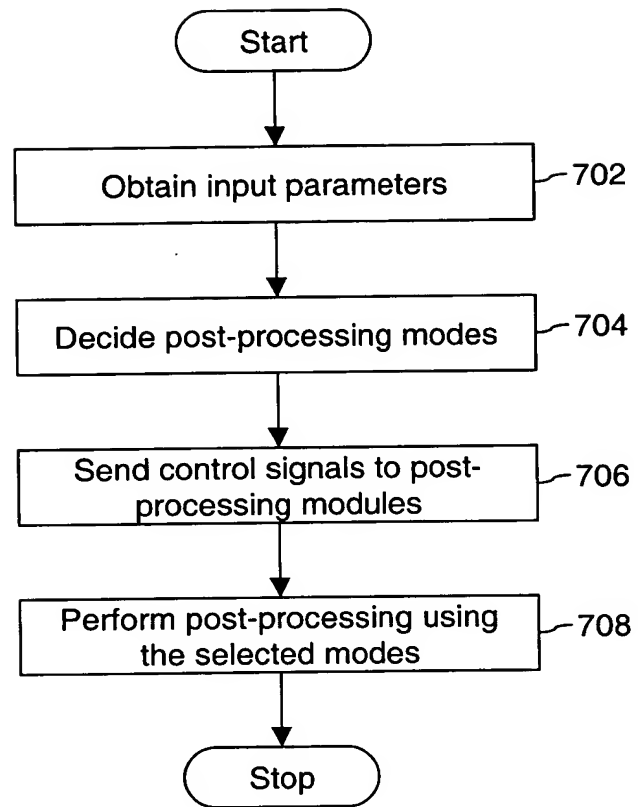 Start
Obtain input parameters
702
Decide post-processing modes
704
Send control signals to post-
processing modules
706
Perform post-processing using
the selected modes
708
Stop